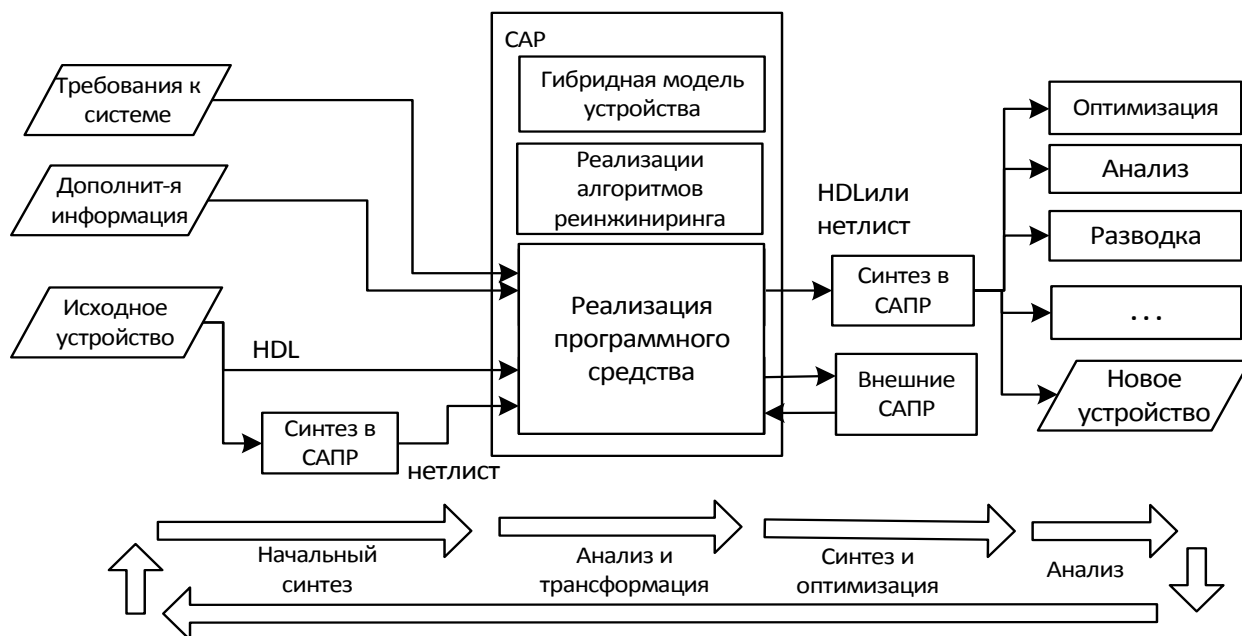 САР
Требования к
системе
Гибридная модель
устройства
Оптимизация
Дополнит-я
информация
Реализации
алгоритмов
реинжиниринга
Анализ
HDLили
нетлист
Разводка
Исходное
устройство
HDL
Реализация
программного
средства
Синтез в
САПР
...
Внешние
САПР
Новое
устройство
Синтез в
САПР
нетлист
Начальный
синтез
Анализ и
трансформация
Синтез и
оптимизация
Анализ